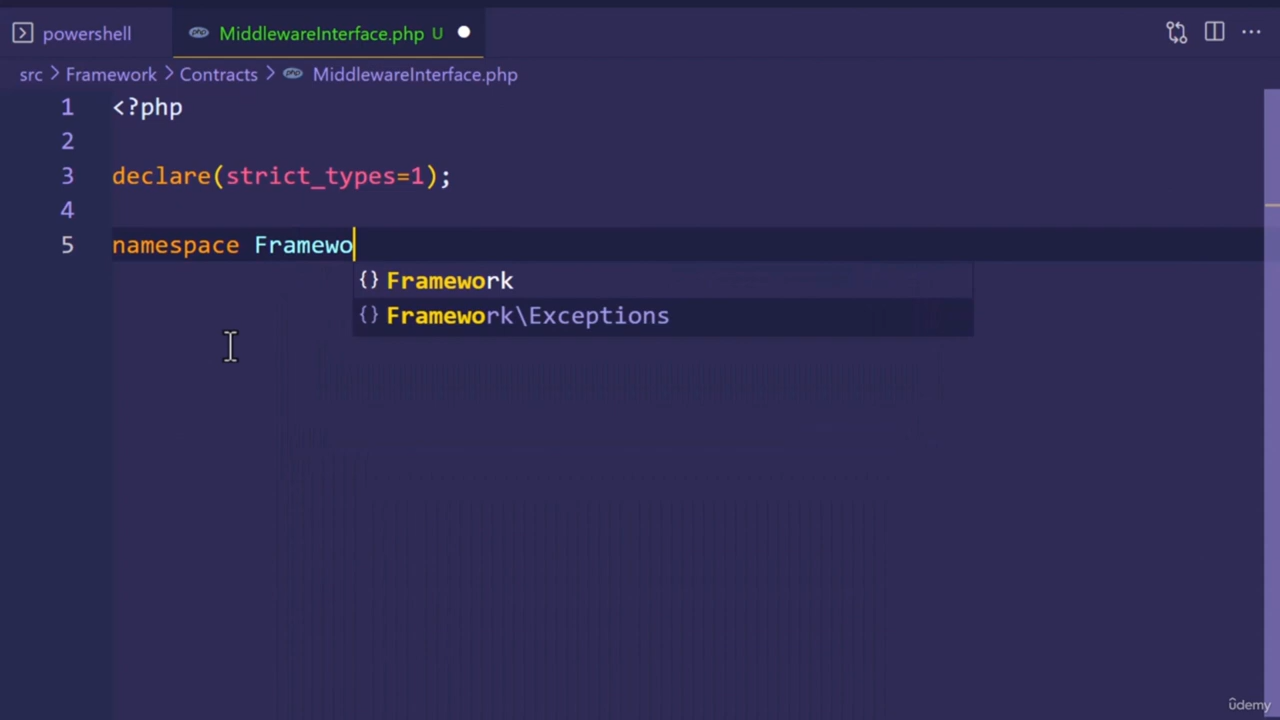 powershell MiddlewareInterface.php U
src > Framework > Contracts > MiddlewareInterface.php
1 <?php
2
3 declare(strict_types=1);
4
5 namespace Framewo
{} Framework
{} Framework\Exceptions
ûdemy